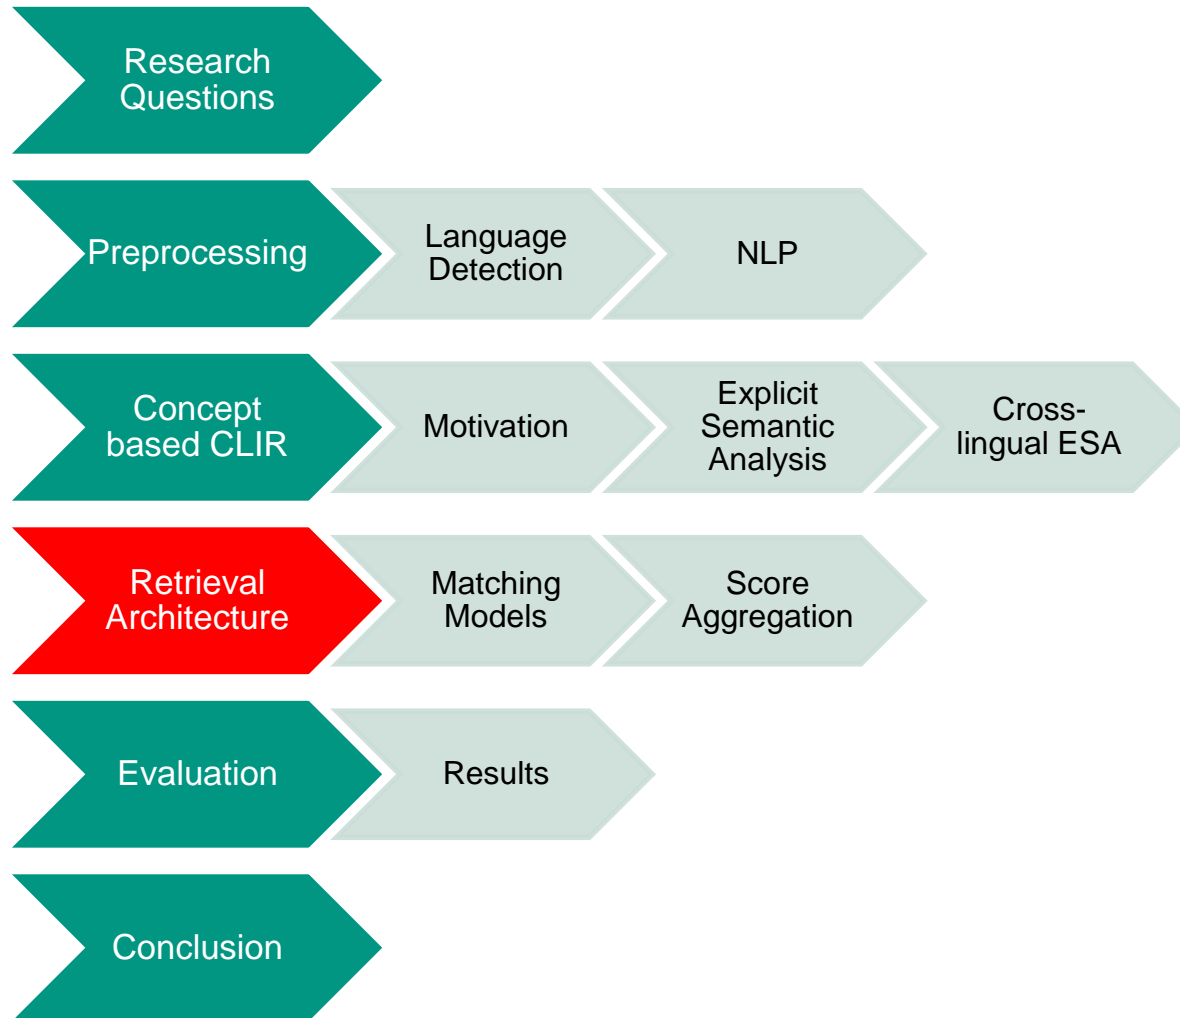 Research
Questions
Preprocessing
Language
Detection
NLP
Concept
based CLIR
Motivation
Explicit
Semantic
Analysis
Cross-
lingual ESA
Retrieval
Architecture
Matching
Models
Score
Aggregation
Evaluation
Results
Conclusion